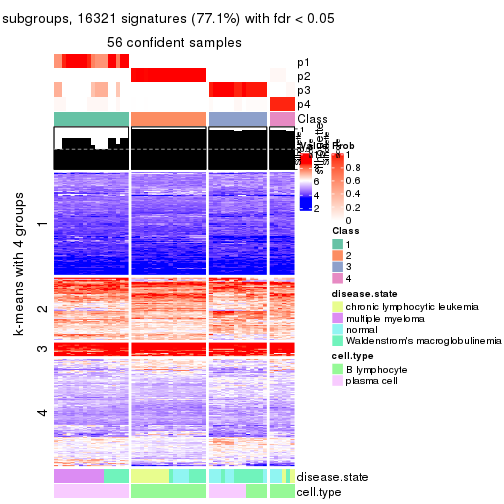 subgroups, 16321 signatures (77.1%) with fdr < 0.05
56 confident samples
p1
p2
p3
p4
Class
1
silhouette
Value
Prob
6
4
2
1
0.8
0.6
0.4
0.2
0
Class
1
2
3
4
disease.state
chronic lymphocytic leukemia
multiple myeloma
normal
Waldenstrom's macroglobulinemia
cell.type
B lymphocyte
plasma cell
k-means with 4 groups
1
2
3
4
disease.state
cell.type